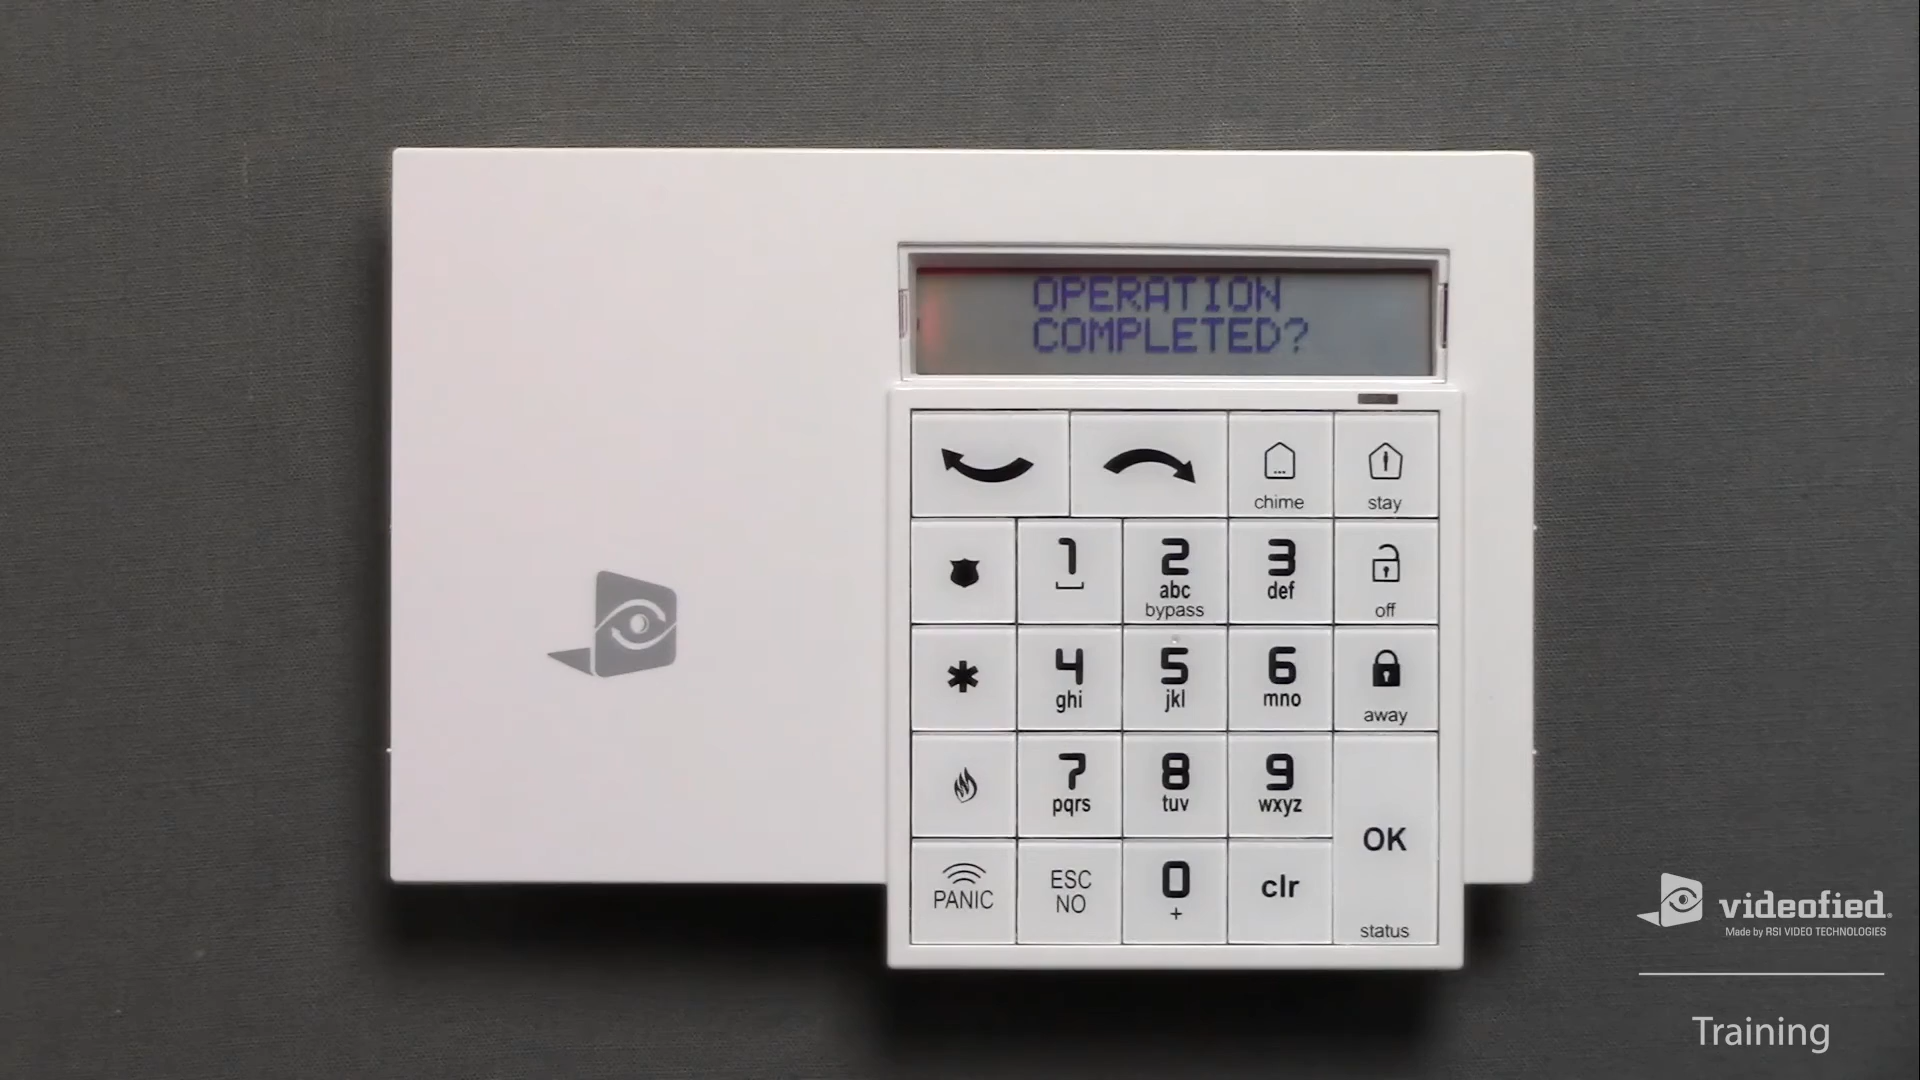 OPERATION
COMPLETED?
chime
stay
1
2
abc
bypass
3
def
off
*
4
ghi
5
jkl
6
mno
away
7
pqrs
8
tuv
9
wxyz
OK
status
PANIC
ESC
NO
0
+
clr
videofied®
Made by RSI VIDEO TECHNOLOGIES
Training